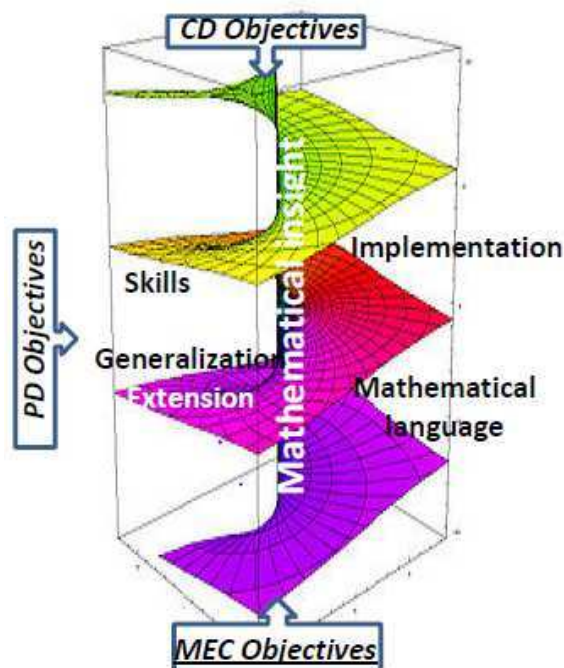 CD Objectives
Mathematical insight
Implementation
Skills
PD Objectives
Generalization
Extension
Mathematical
language
MEC Objectives